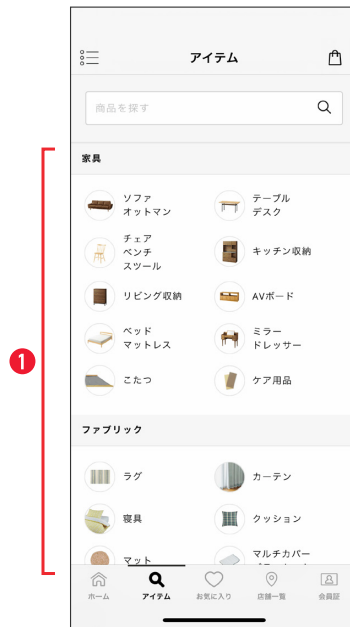 アイテム
商品を探す
家具
ソファ
オットマン
テーブル
デスク
チェア
ベンチ
スツール
キッチン収納
リビング収納
AVボード
ベッド
マットレス
ミラー
ドレッサー
こたつ
ケア用品
ファブリック
ラグ
カーテン
寝具
クッション
マット
マルチカバー
1
ホーム
アイテム
お気に入り
店舗一覧
会員証